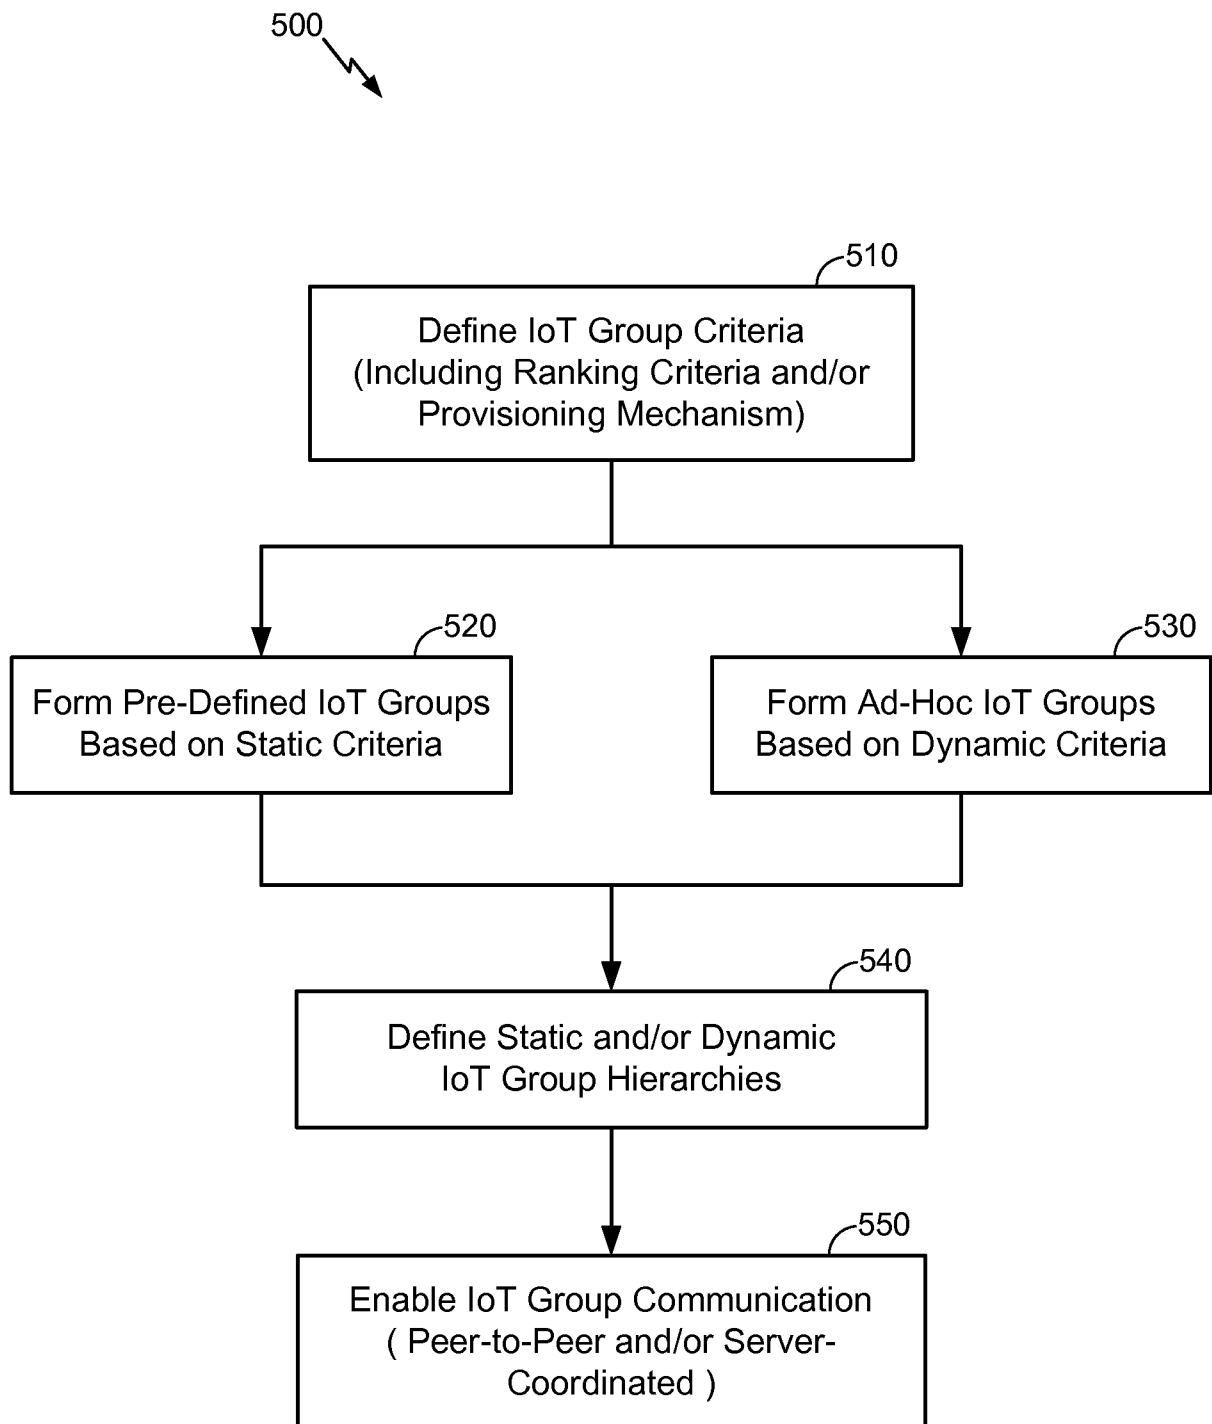 500
510
Define IoT Group Criteria
(Including Ranking Criteria and/or
Provisioning Mechanism)
520
Form Pre-Defined IoT Groups
Based on Static Criteria
530
Form Ad-Hoc IoT Groups
Based on Dynamic Criteria
540
Define Static and/or Dynamic
IoT Group Hierarchies
550
Enable IoT Group Communication
( Peer-to-Peer and/or Server-
Coordinated )